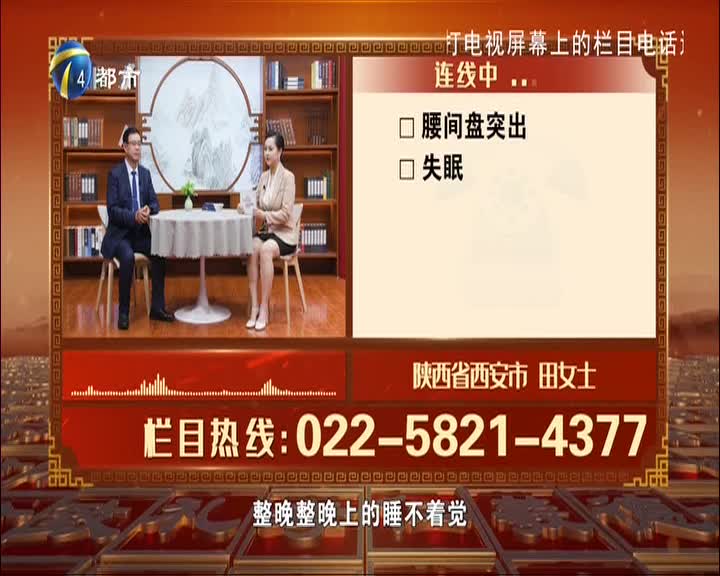 打电视屏幕上的栏目电话
4 都市
连线中 ...
□ 腰间盘突出
□ 失眠
陕西省西安市 田女士
栏目热线:022-5821-4377
整晚整晚上的睡不着觉